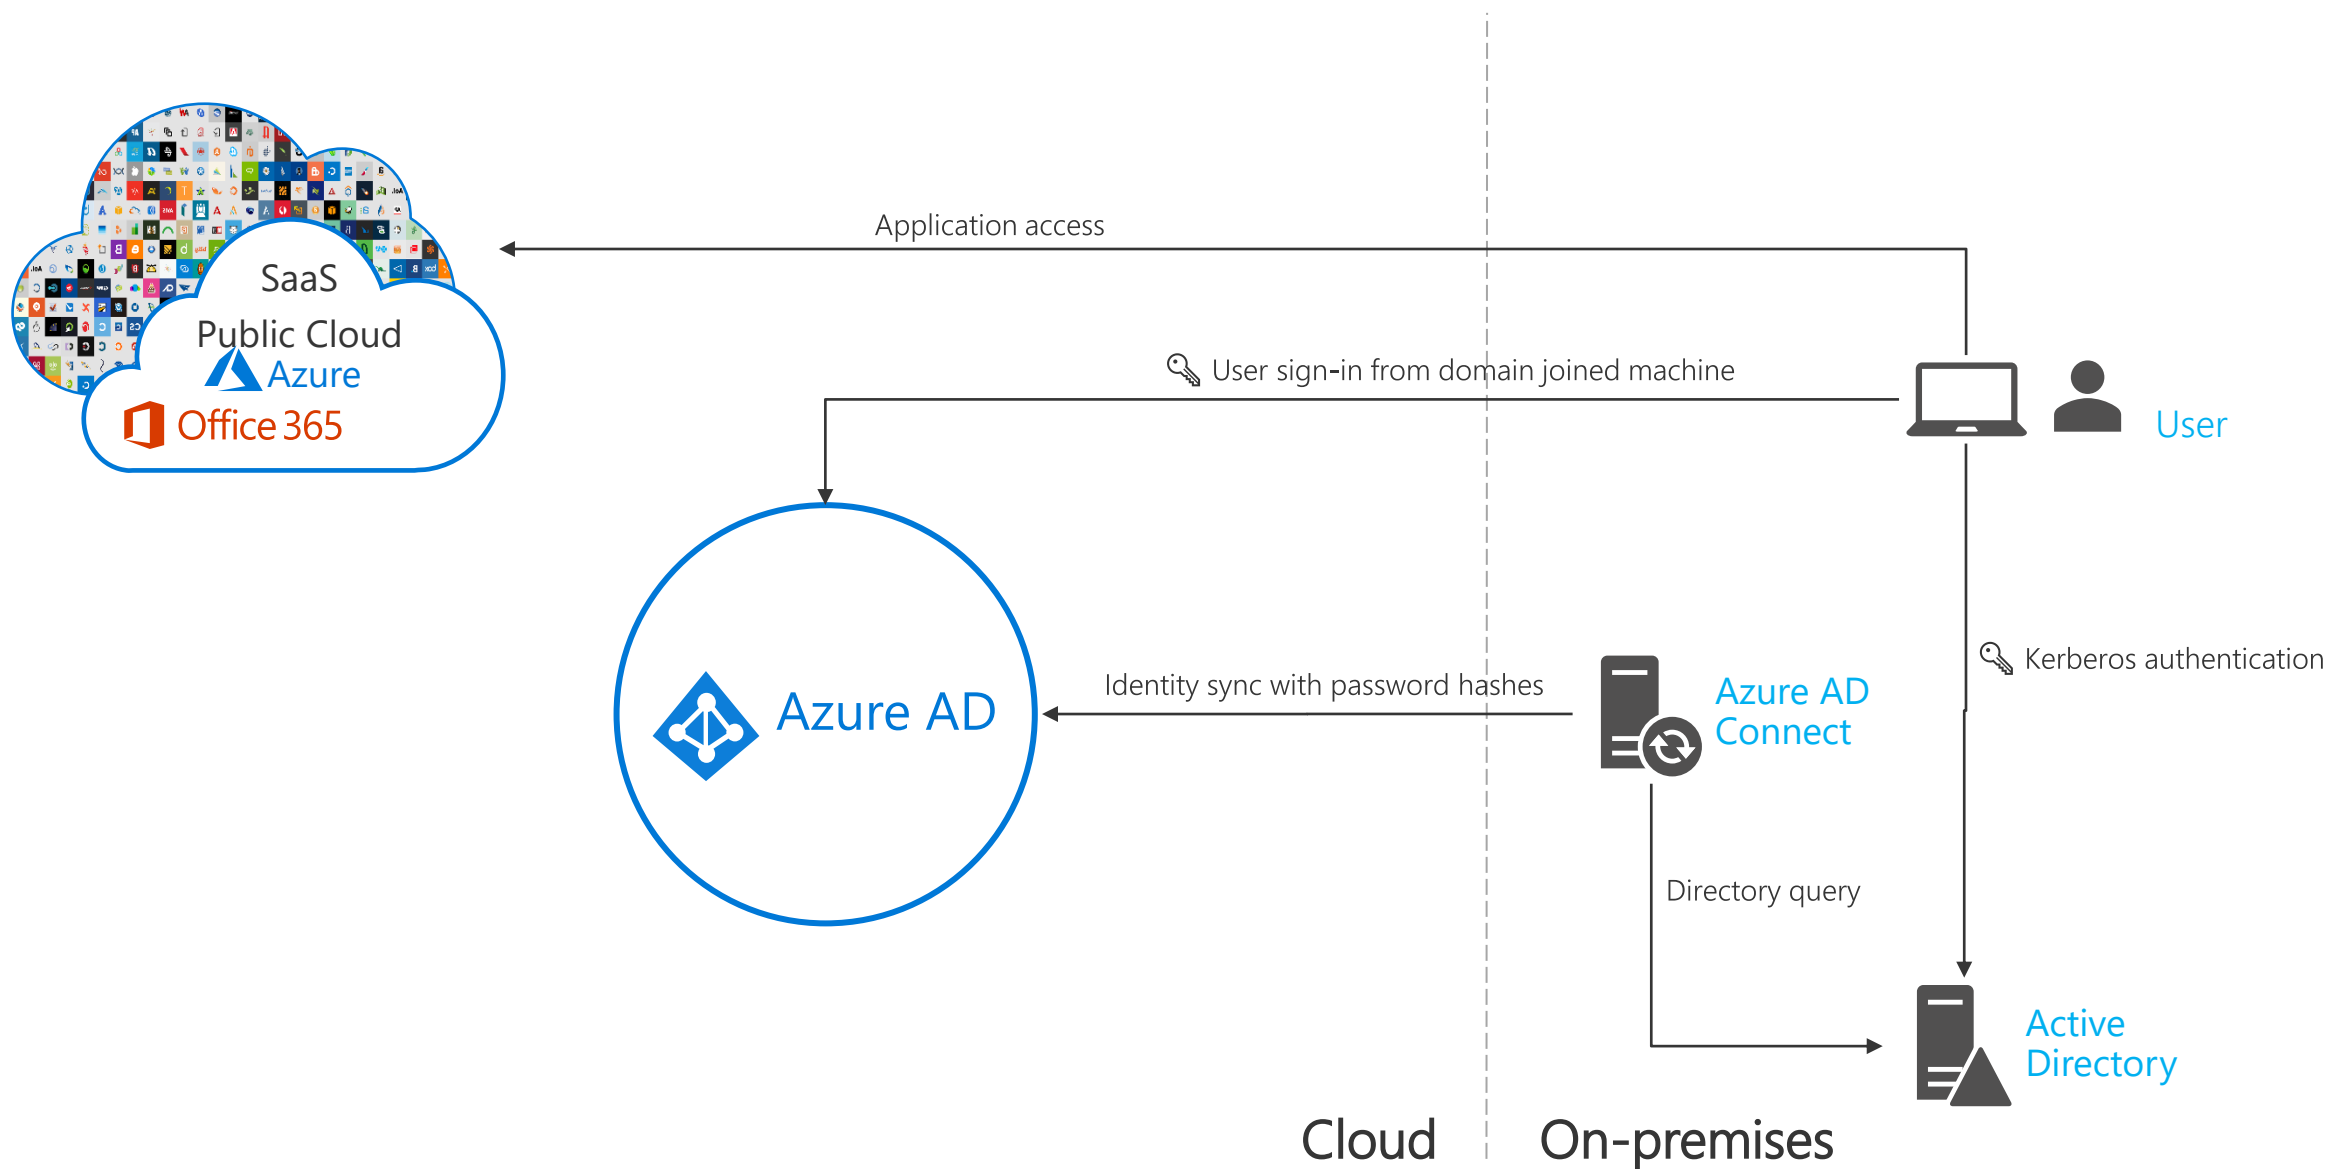 Application access
SaaS
Public Cloud
Azure
Office 365
User sign-in from domain joined machine
User
Identity sync with password hashes
Azure AD
Azure AD
Connect
Kerberos authentication
Directory query
Active
Directory
Cloud
On-premises